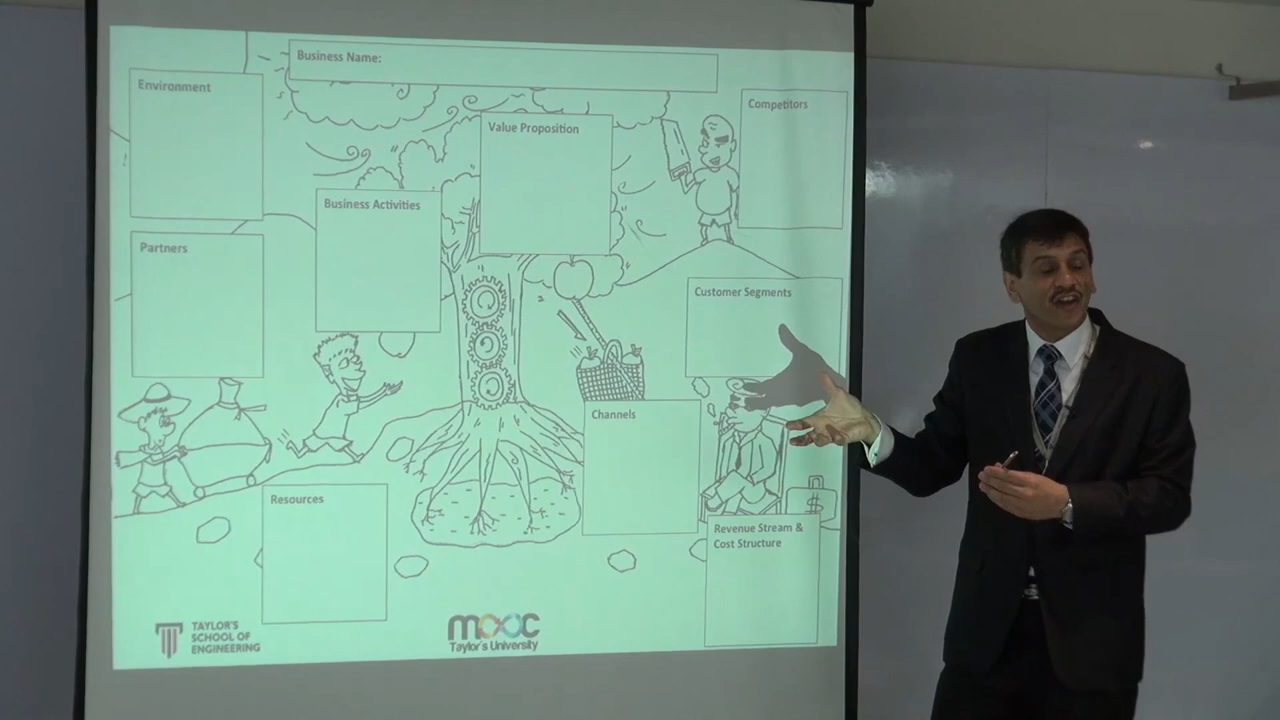 Business Name:
Environment
Competitors
Value Proposition
Business Activities
Partners
Customer Segments
Channels
Resources
Revenue Stream &
Cost Structure
$
TAYLOR'S
SCHOOL OF
ENGINEERING
mooc
Taylor's University